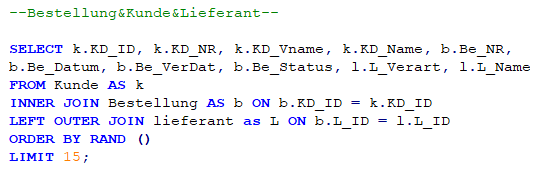 --Bestellung&Kunde&Lieferant--
SELECT k.KD_ID, k.KD_NR, k.KD_Vname, k.KD_Name, b.Be_NR,
b.Be_Datum, b.Be_VerDat, b.Be_Status, l.L_Verart, l.L_Name
FROM Kunde AS k
INNER JOIN Bestellung AS b ON b.KD_ID = k.KD_ID
LEFT OUTER JOIN lieferant as L ON b.L_ID = l.L_ID
ORDER BY RAND ()
LIMIT 15;